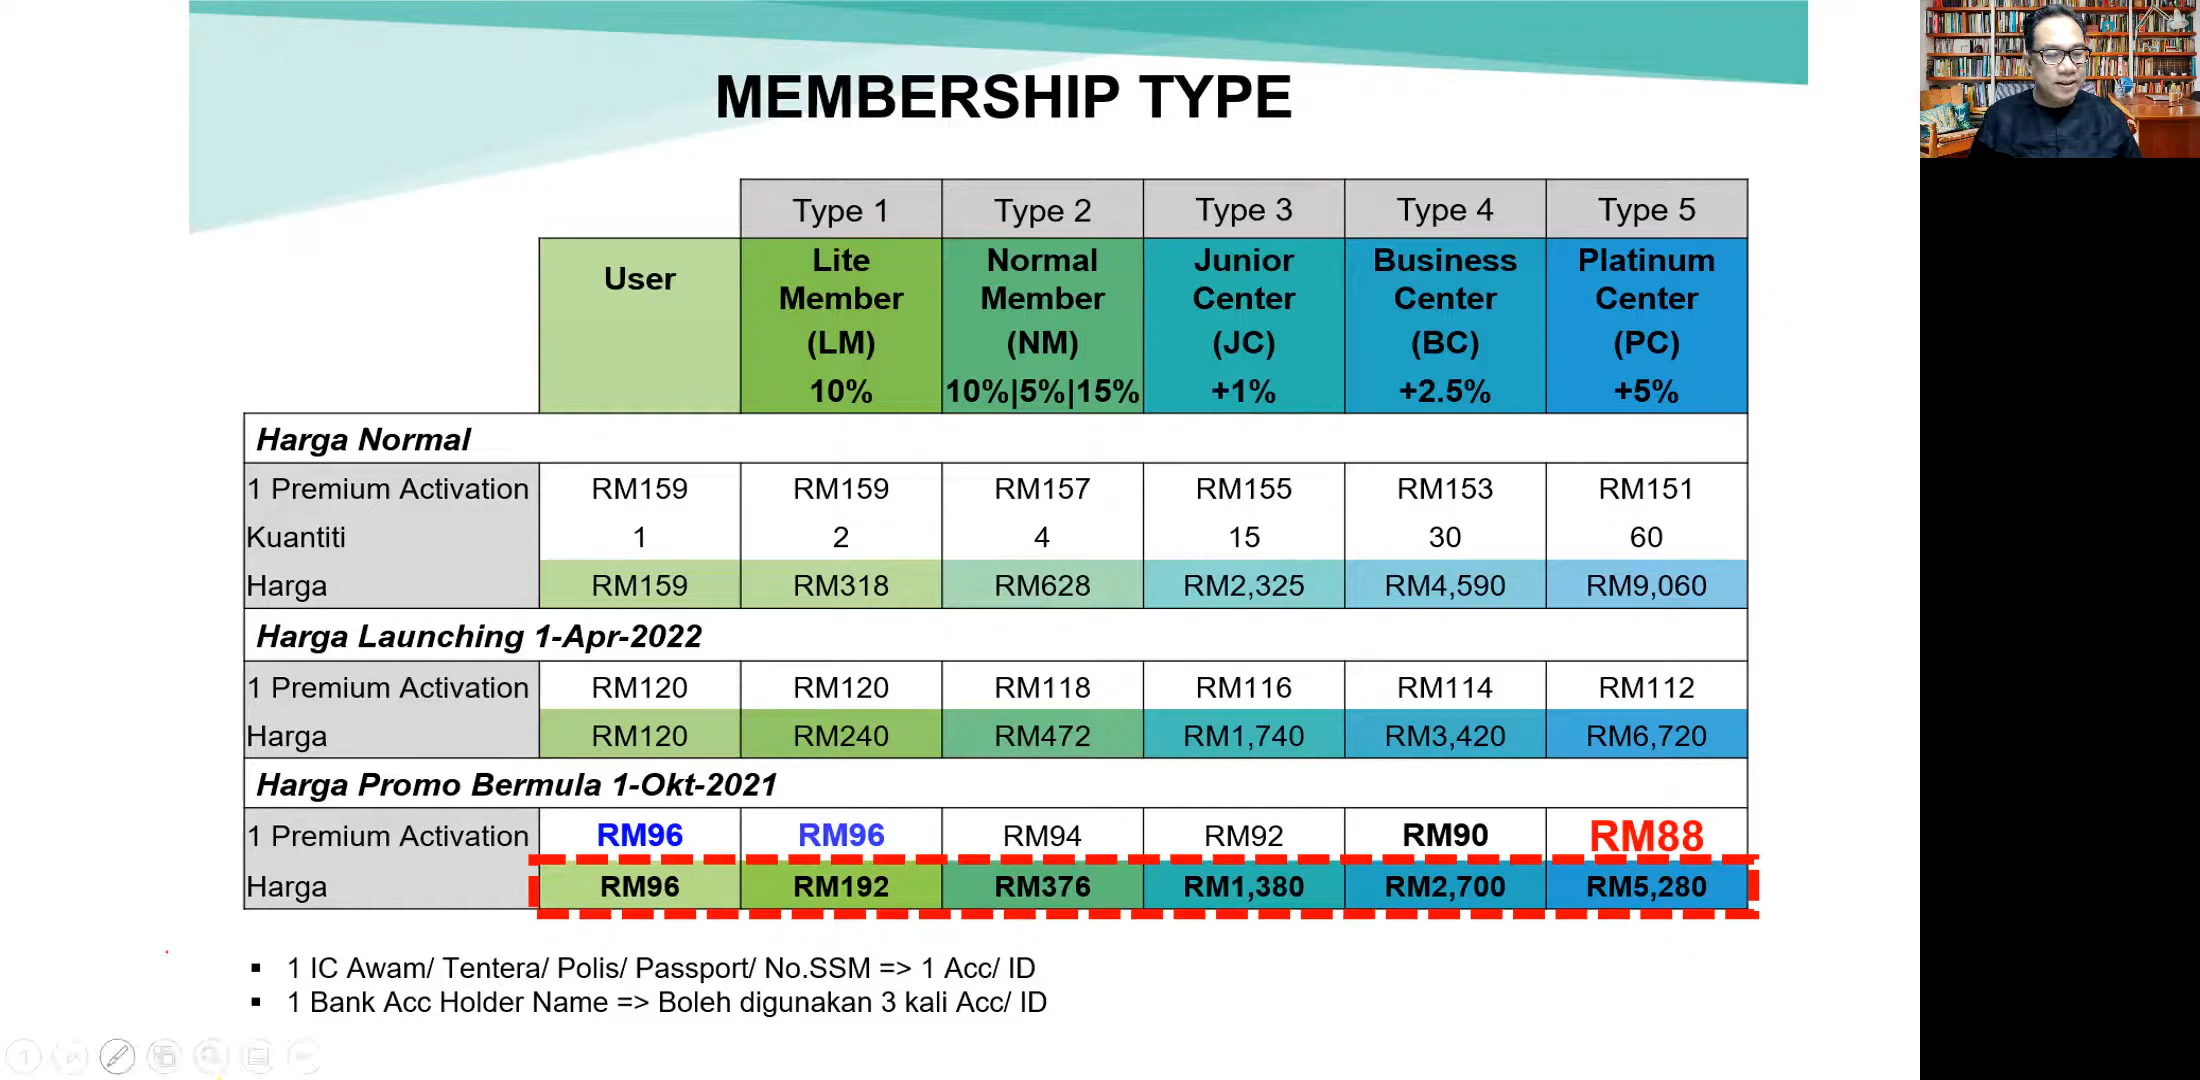 MEMBERSHIP TYPE
Type 1 Type 2 Type 3 Type 4 Type 5
User Lite Member (LM) 10% Normal Member (NM) 10%|5%|15% Junior Center (JC) +1% Business Center (BC) +2.5% Platinum Center (PC) +5%
Harga Normal
1 Premium Activation RM159 RM159 RM157 RM155 RM153 RM151
Kuantiti 1 2 4 15 30 60
Harga RM159 RM318 RM628 RM2,325 RM4,590 RM9,060
Harga Launching 1-Apr-2022
1 Premium Activation RM120 RM120 RM118 RM116 RM114 RM112
Harga RM120 RM240 RM472 RM1,740 RM3,420 RM6,720
Harga Promo Bermula 1-Okt-2021
1 Premium Activation RM96 RM96 RM94 RM92 RM90 RM88
Harga RM96 RM192 RM376 RM1,380 RM2,700 RM5,280
▪ 1 IC Awam/ Tentera/ Polis/ Passport/ No.SSM => 1 Acc/ ID
▪ 1 Bank Acc Holder Name => Boleh digunakan 3 kali Acc/ ID